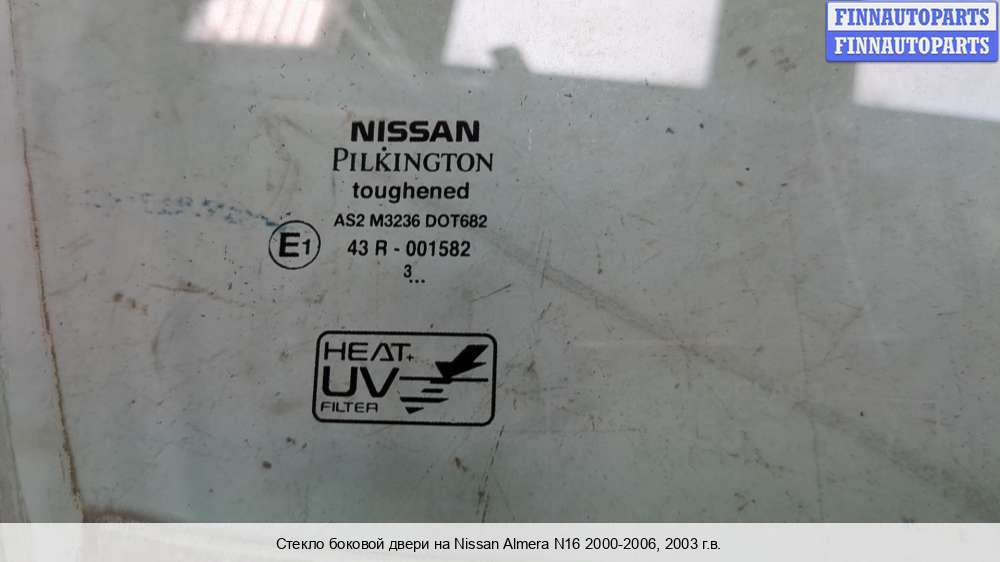 FINNAUTOPARTS
FINNAUTOPARTS
NISSAN
PILKINGTON
toughened
AS2 M3236 DOT682
E1 43 R - 001582
3...
HEAT+
UV
FILTER
Стекло боковой двери на Nissan Almera N16 2000-2006, 2003 г.в.